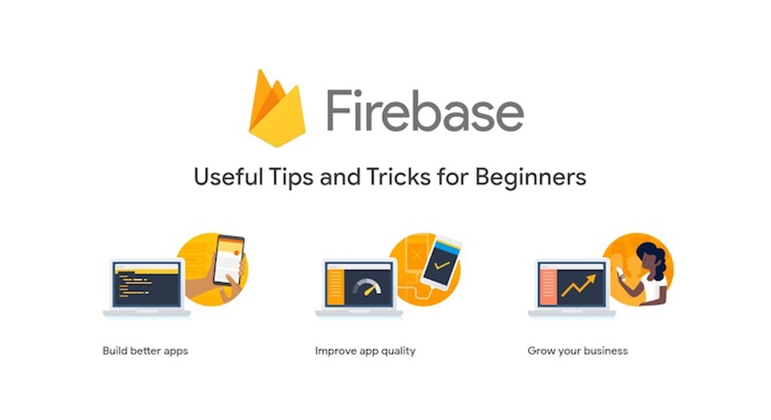 Firebase
Useful Tips and Tricks for Beginners
Build better apps
Improve app quality
Grow your business